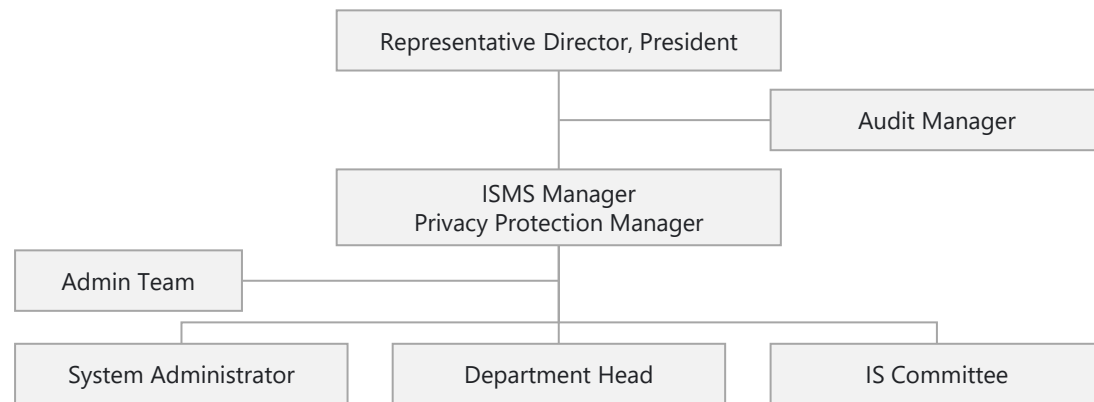 Representative Director, President
Audit Manager
ISMS Manager
Privacy Protection Manager
Admin Team
System Administrator
Department Head
IS Committee